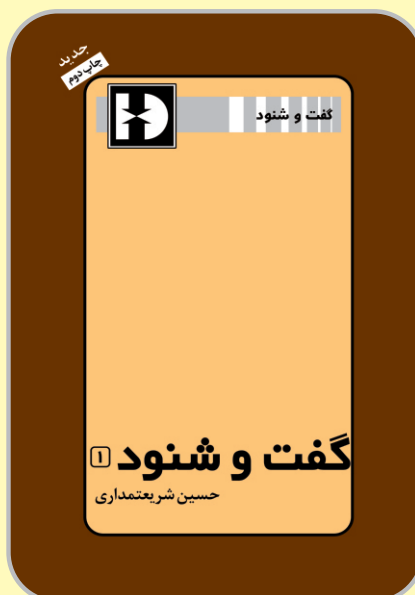 جدید
چاپ دوم
گفت و شنود
گفت و شنود ۱
حسین شریعتمداری